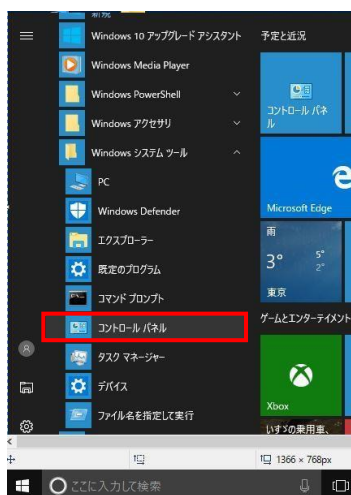 新規
Windows 10 アップグレード アシスタント
Windows Media Player
Windows PowerShell
Windows アクセサリ
Windows システム ツール
PC
Windows Defender
エクスプローラー
既定のプログラム
コマンド プロンプト
コントロール パネル
タスク マネージャー
デバイス
ファイル名を指定して実行
予定と近況
コントロール パネ
ル
Microsoft Edge
雨
3°
5°
2°
東京
ゲームとエンターテイメント
Xbox
いすゞの乗用車、
1366 × 768px
ここに入力して検索